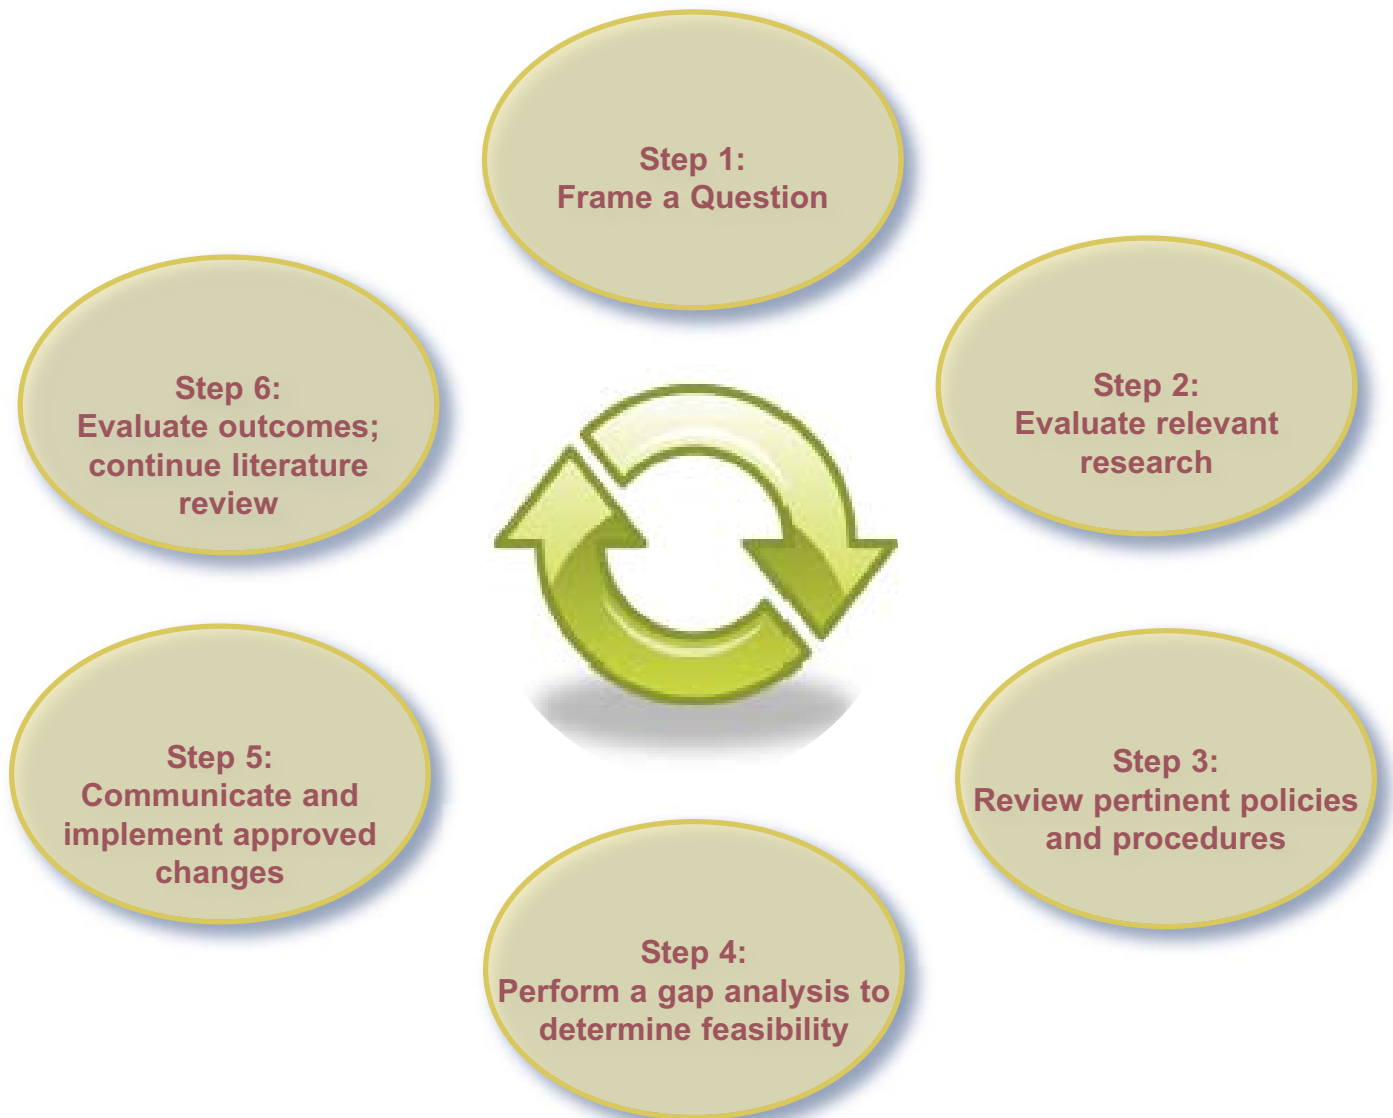 Step 1:
Frame a Question
Step 2:
Evaluate relevant
research
Step 3:
Review pertinent policies
and procedures
Step 4:
Perform a gap analysis to
determine feasibility
Step 5:
Communicate and
implement approved
changes
Step 6:
Evaluate outcomes;
continue literature
review